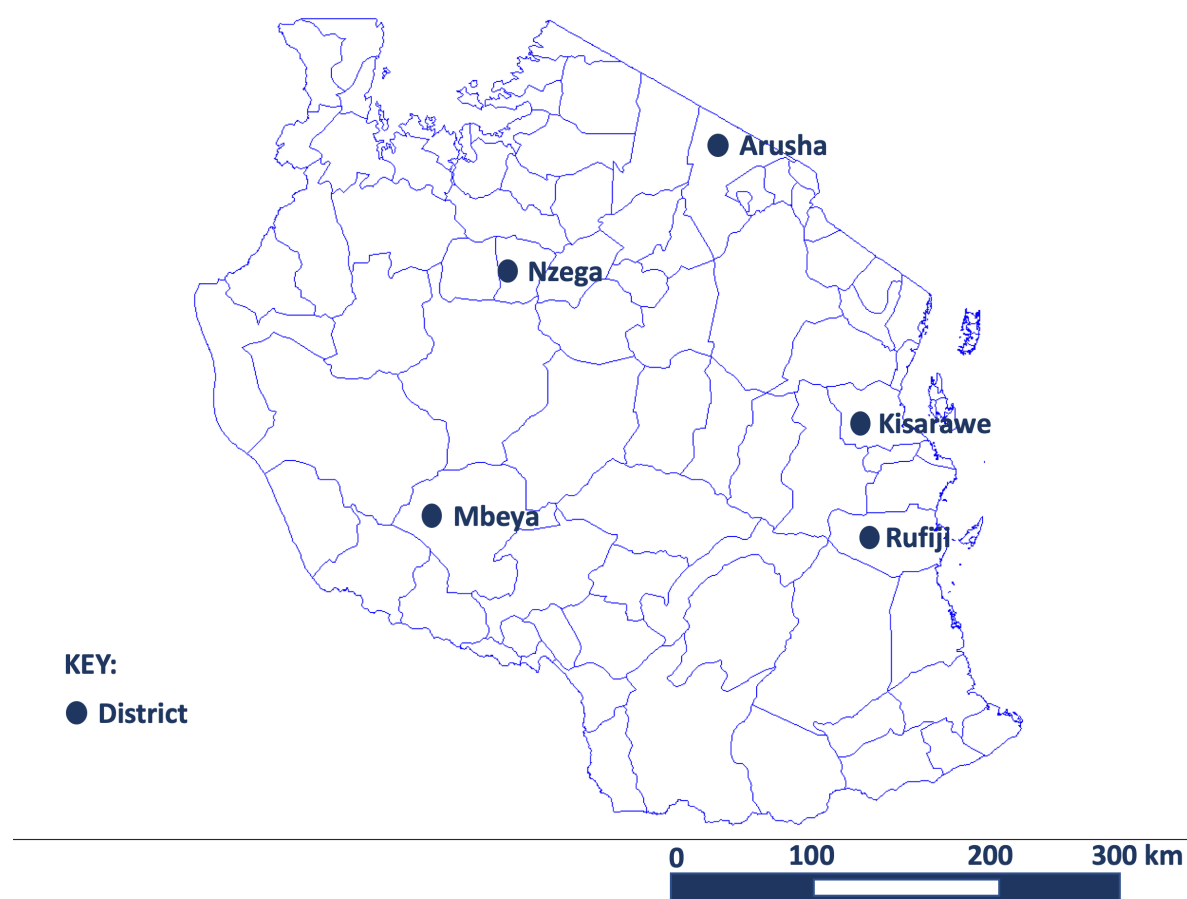 Arusha
Nzega
Kisarawe
Mbeya
Rufiji
KEY:
District
0 100 200 300 km